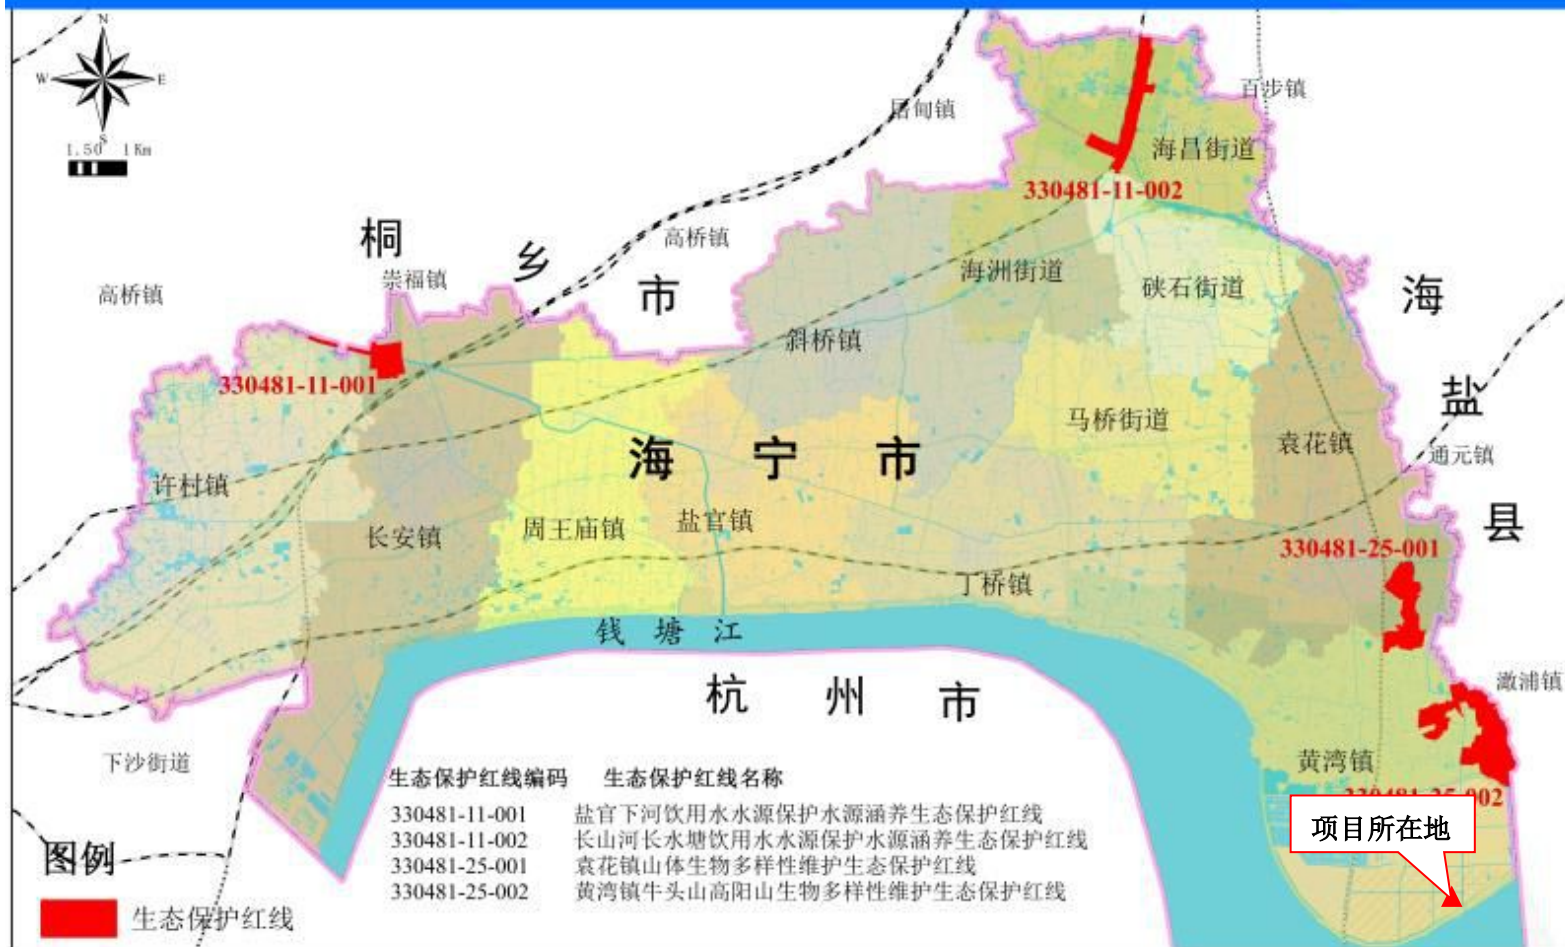 N
W
E
S
1.50 1Km
百步镇
屠甸镇
海昌街道
330481-11-002
桐乡市
高桥镇
崇福镇
高桥镇
海洲街道
硖石街道
海盐县
斜桥镇
330481-11-001
马桥街道
袁花镇
通元镇
海宁市
许村镇
长安镇
周王庙镇
盐官镇
330481-25-001
丁桥镇
钱塘江
杭州市
澉浦镇
下沙街道
黄湾镇
330481-25-002
项目所在地
生态保护红线编码 生态保护红线名称
330481-11-001 盐官下河饮用水水源保护水源涵养生态保护红线
330481-11-002 长山河长水塘饮用水水源保护水源涵养生态保护红线
330481-25-001 袁花镇山体生物多样性维护生态保护红线
330481-25-002 黄湾镇牛头山高阳山生物多样性维护生态保护红线
图例
生态保护红线